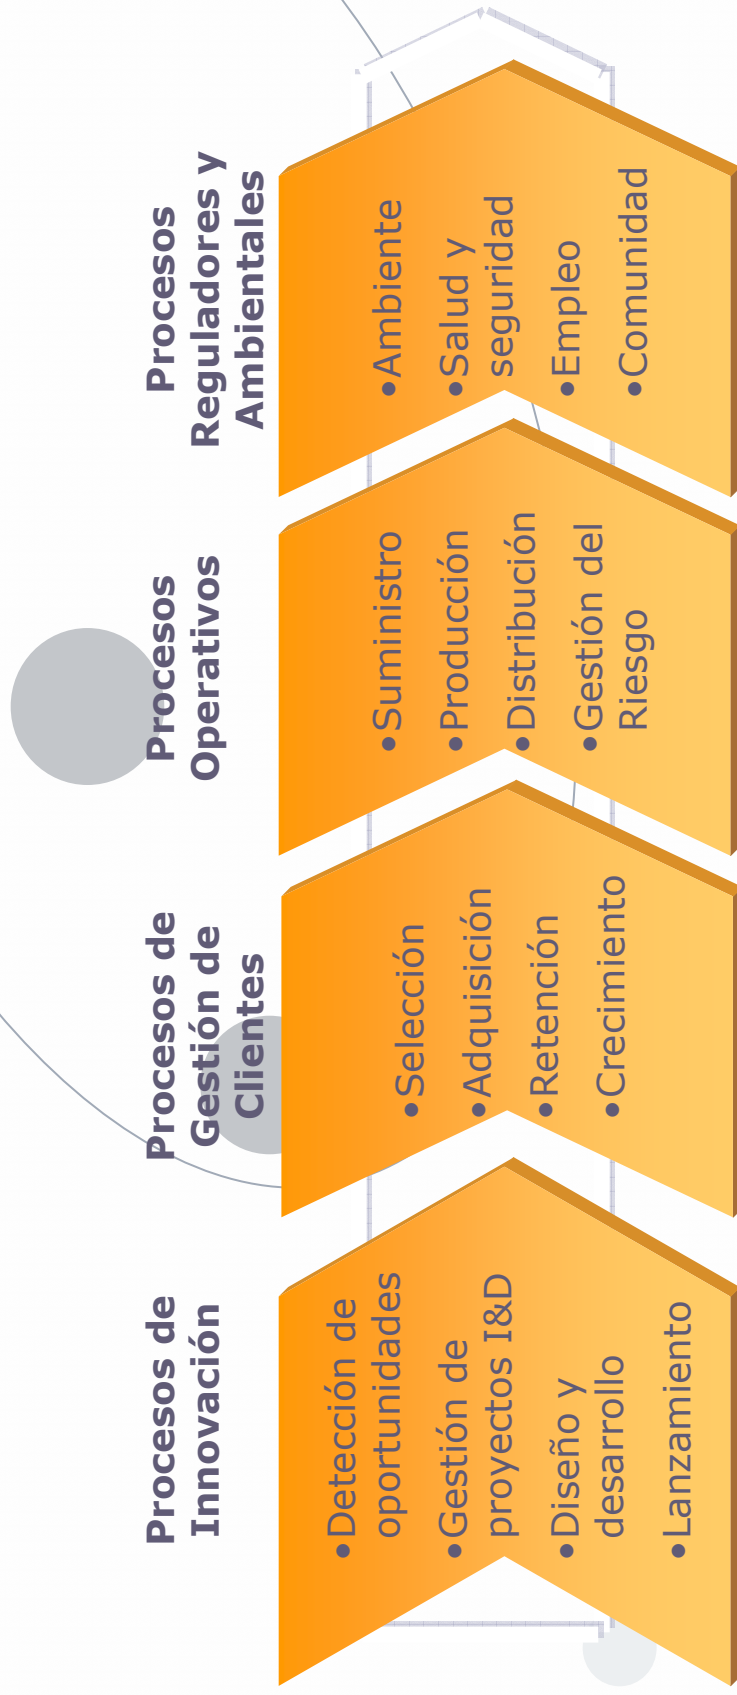 Procesos de
Innovación
•Detección de
oportunidades
•Gestión de
proyectos I&D
•Diseño y
desarrollo
•Lanzamiento
Procesos de
Gestión de
Clientes
•Selección
•Adquisición
•Retención
•Crecimiento
Procesos
Operativos
•Suministro
•Producción
•Distribución
•Gestión del
Riesgo
Procesos
Reguladores y
Ambientales
•Ambiente
•Salud y
seguridad
•Empleo
•Comunidad